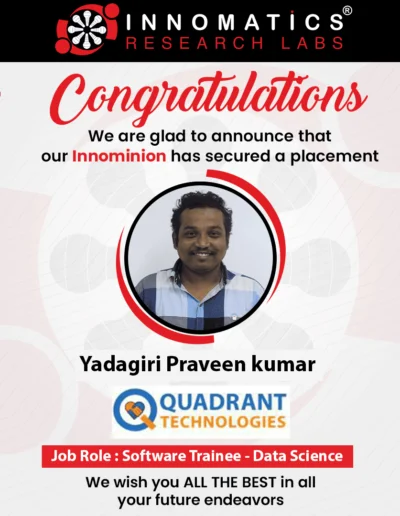 INNOMATICS®
RESEARCH LABS
Congratulations
We are glad to announce that
our Innominion has secured a placement
Yadagiri Praveen kumar
QUADRANT
TECHNOLOGIES
Job Role : Software Trainee - Data Science
We wish you ALL THE BEST in all
your future endeavors